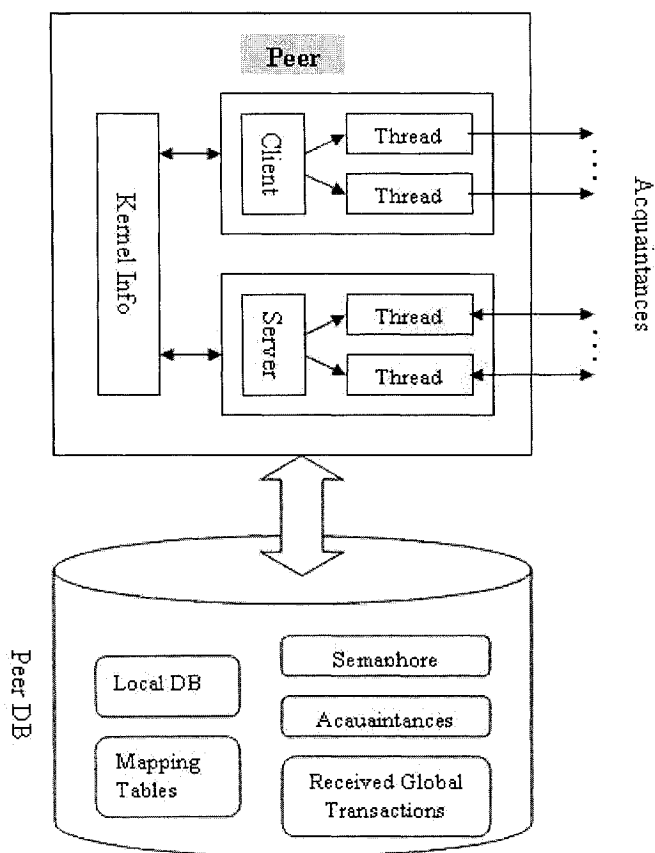 Peer
Kernel Info
Client
Thread
Thread
Server
Thread
Thread
Acquaintances
Peer DB
Local DB
Mapping
Tables
Semaphore
Acauaintances
Received Global
Transactions